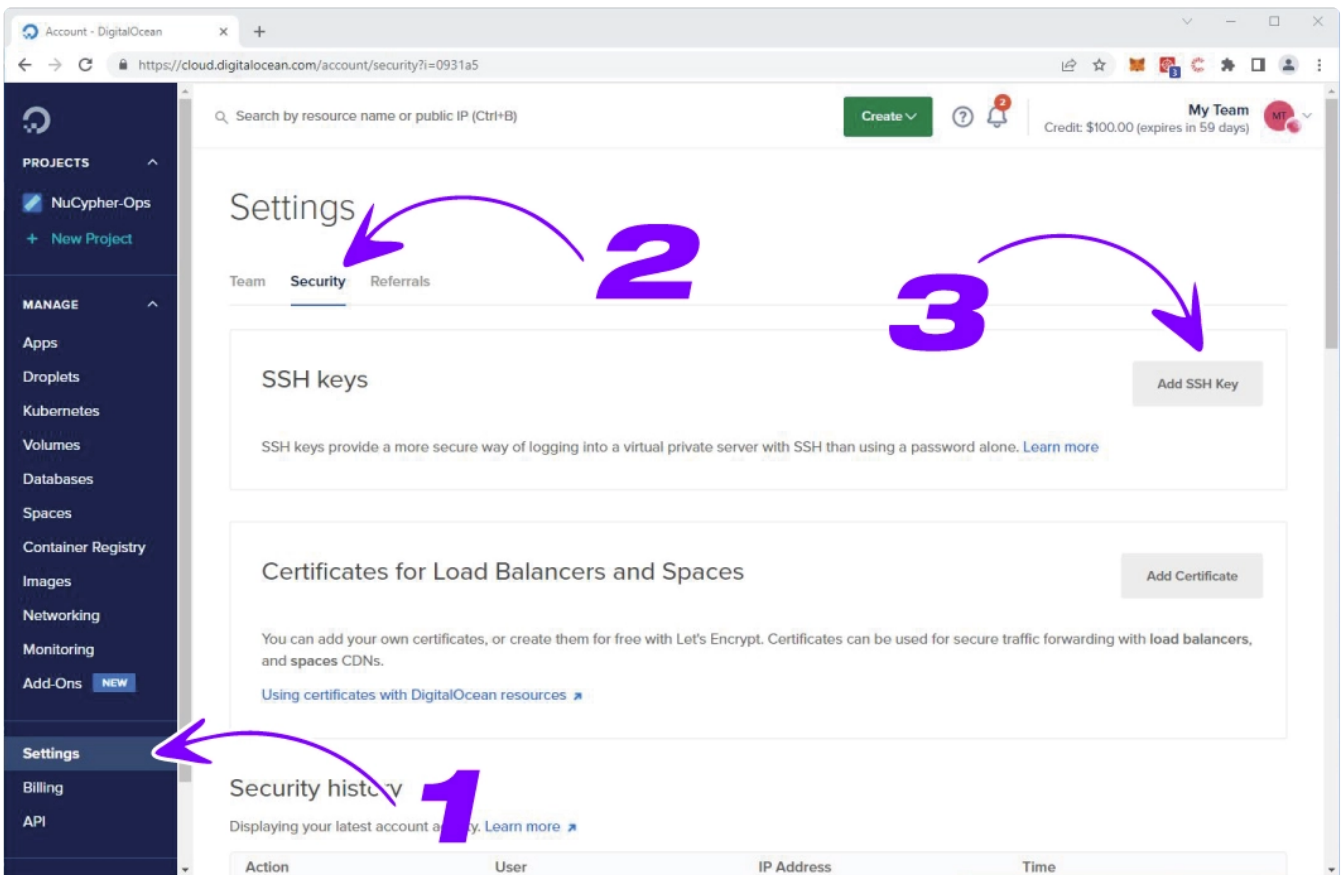 Account - DigitalOcean
https://cloud.digitalocean.com/account/security?i=0931a5
3
Search by resource name or public IP (Ctrl+B)
Create
2
My Team
Credit: $100.00 (expires in 59 days)
MT
PROJECTS
NuCypher-Ops
+ New Project
MANAGE
Apps
Droplets
Kubernetes
Volumes
Databases
Spaces
Container Registry
Images
Networking
Monitoring
Add-Ons NEW
Settings
Billing
API
Settings
2
3
Team Security Referrals
SSH keys
Add SSH Key
SSH keys provide a more secure way of logging into a virtual private server with SSH than using a password alone. Learn more
Certificates for Load Balancers and Spaces
Add Certificate
You can add your own certificates, or create them for free with Let's Encrypt. Certificates can be used for secure traffic forwarding with load balancers,
and spaces CDNs.
Using certificates with DigitalOcean resources
1
Security history
Displaying your latest account Learn more
Action User IP Address Time